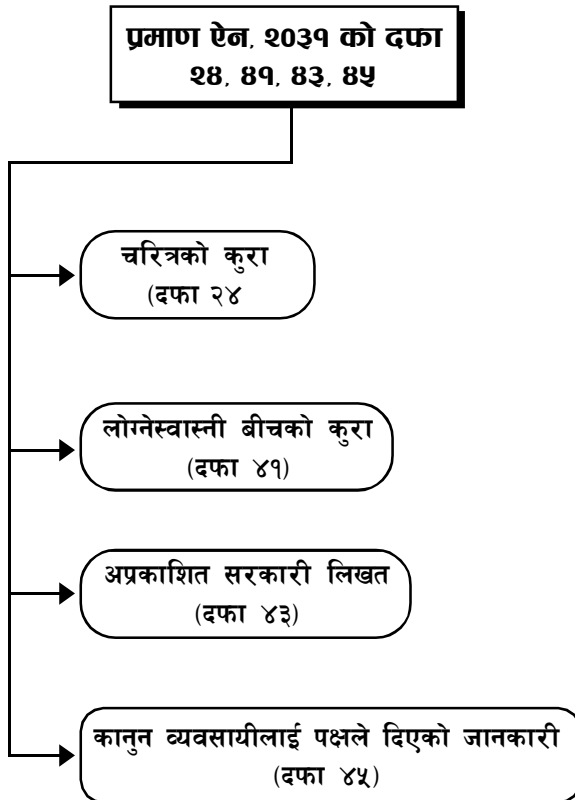 प्रमाण ऐन, २०३१ को दफा
२४, ४१, ४३, ४५
चरित्रको कुरा
(दफा २४
लोग्नेस्वास्नी बीचको कुरा
(दफा ४१)
अप्रकाशित सरकारी लिखत
(दफा ४३)
कानुन व्यवसायीलाई पक्षले दिएको जानकारी
(दफा ४५)